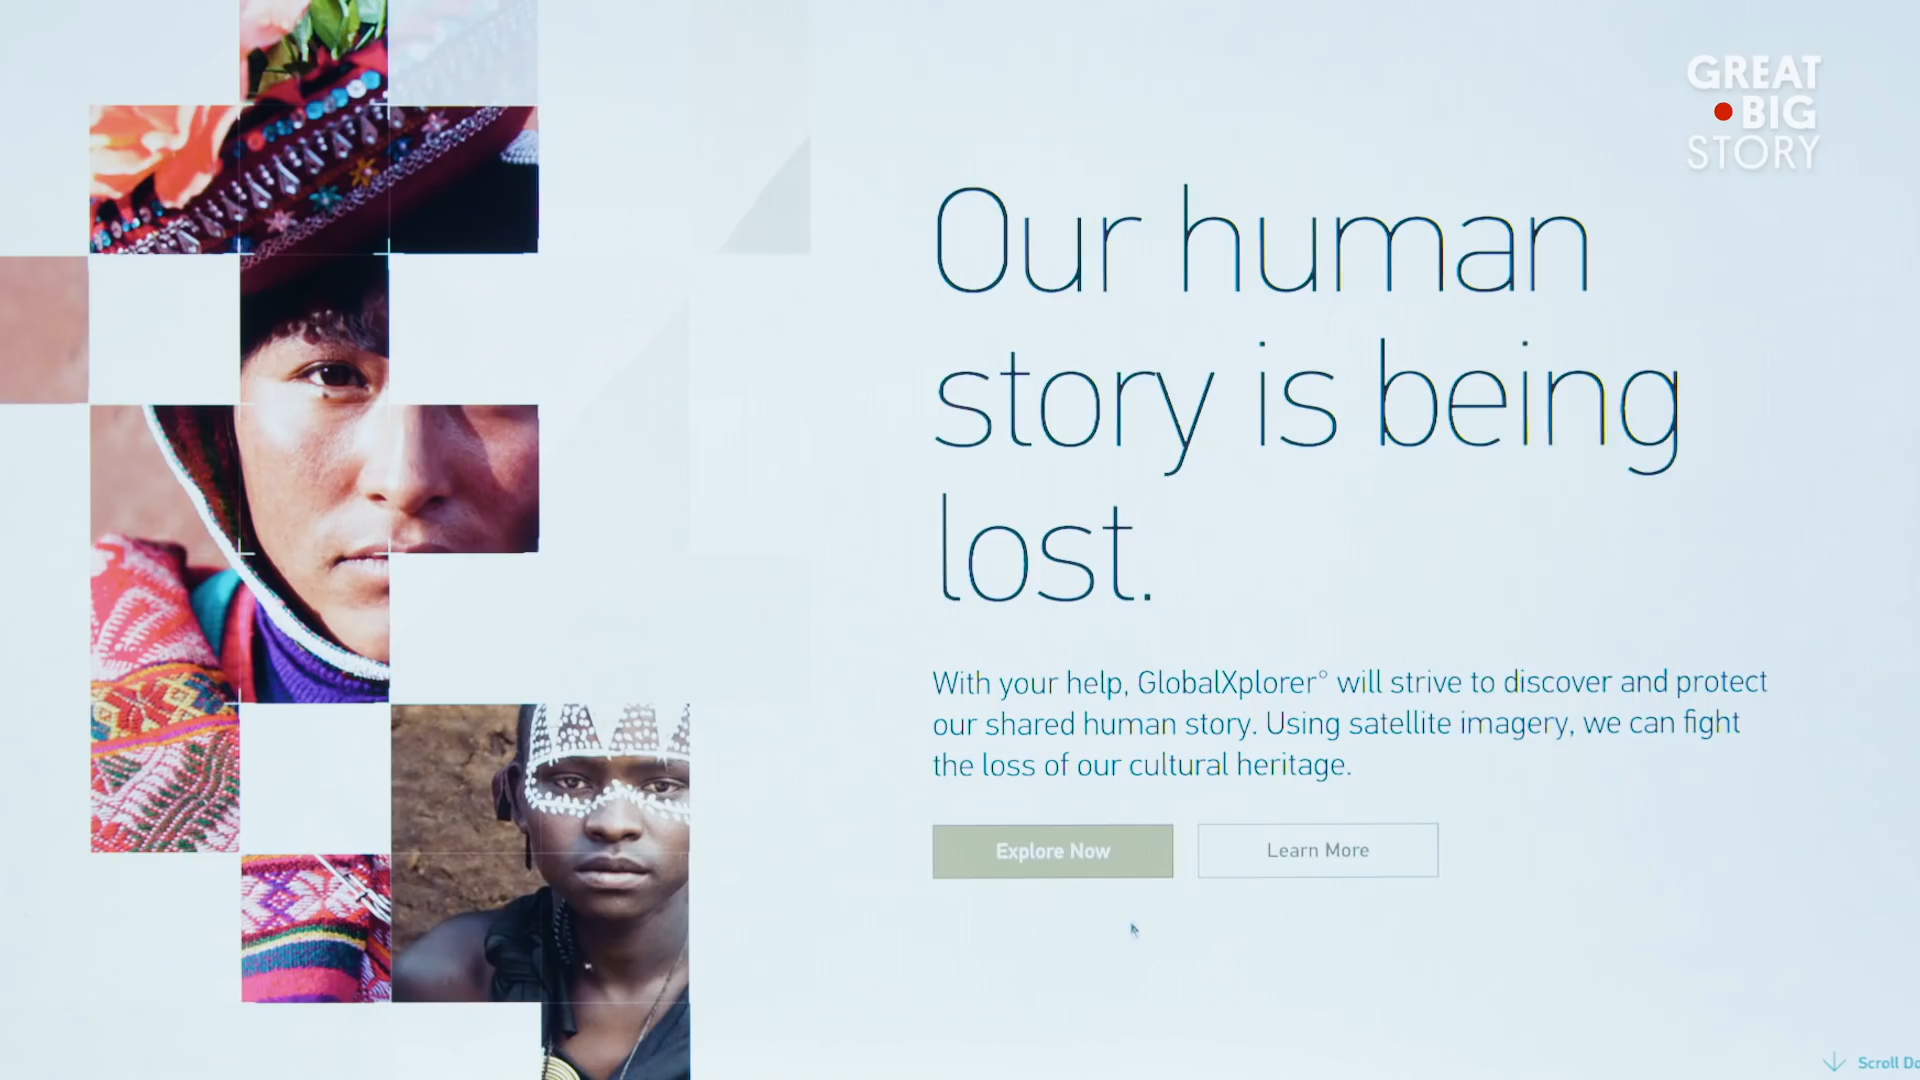 GREAT
BIG
STORY
Our human
story is being
lost.
With your help, GlobalXplorer° will strive to discover and protect
our shared human story. Using satellite imagery, we can fight
the loss of our cultural heritage.
Explore Now
Learn More
Scroll